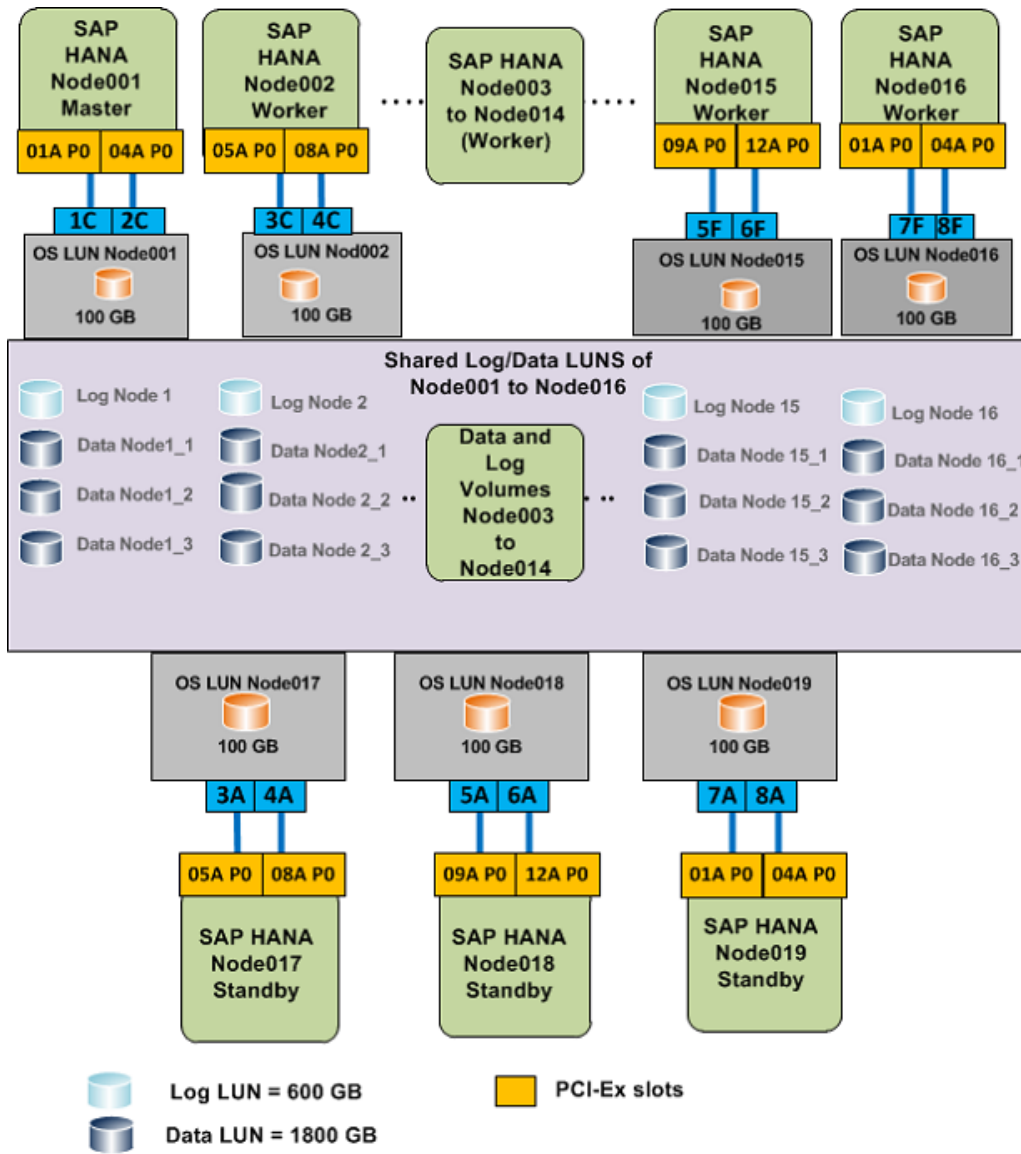 SAP
HANA
Node001
Master
SAP
HANA
Node002
Worker
SAP HANA
Node003
to Node014
(Worker)
SAP
HANA
Node015
Worker
SAP
HANA
Node016
Worker
01A P0 04A P0
05A P0 08A P0
09A P0 12A P0
01A P0 04A P0
1C 2C
3C 4C
5F 6F
7F 8F
OS LUN Node001
100 GB
OS LUN Nod002
100 GB
OS LUN Node015
100 GB
OS LUN Node016
100 GB
Shared Log/Data LUNS of
Node001 to Node016
Log Node 1
Data Node1_1
Data Node1_2
Data Node1_3
Log Node 2
Data Node2_1
Data Node 2_2
Data Node 2_3
Data and
Log
Volumes
Node003
to
Node014
Log Node 15
Data Node 15_1
Data Node 15_2
Data Node 15_3
Log Node 16
Data Node 16_1
Data Node 16_2
Data Node 16_3
OS LUN Node017
100 GB
OS LUN Node018
100 GB
OS LUN Node019
100 GB
3A 4A
5A 6A
7A 8A
05A P0 08A P0
09A P0 12A P0
01A P0 04A P0
SAP HANA
Node017
Standby
SAP HANA
Node018
Standby
SAP HANA
Node019
Standby
Log LUN = 600 GB
PCI-Ex slots
Data LUN = 1800 GB